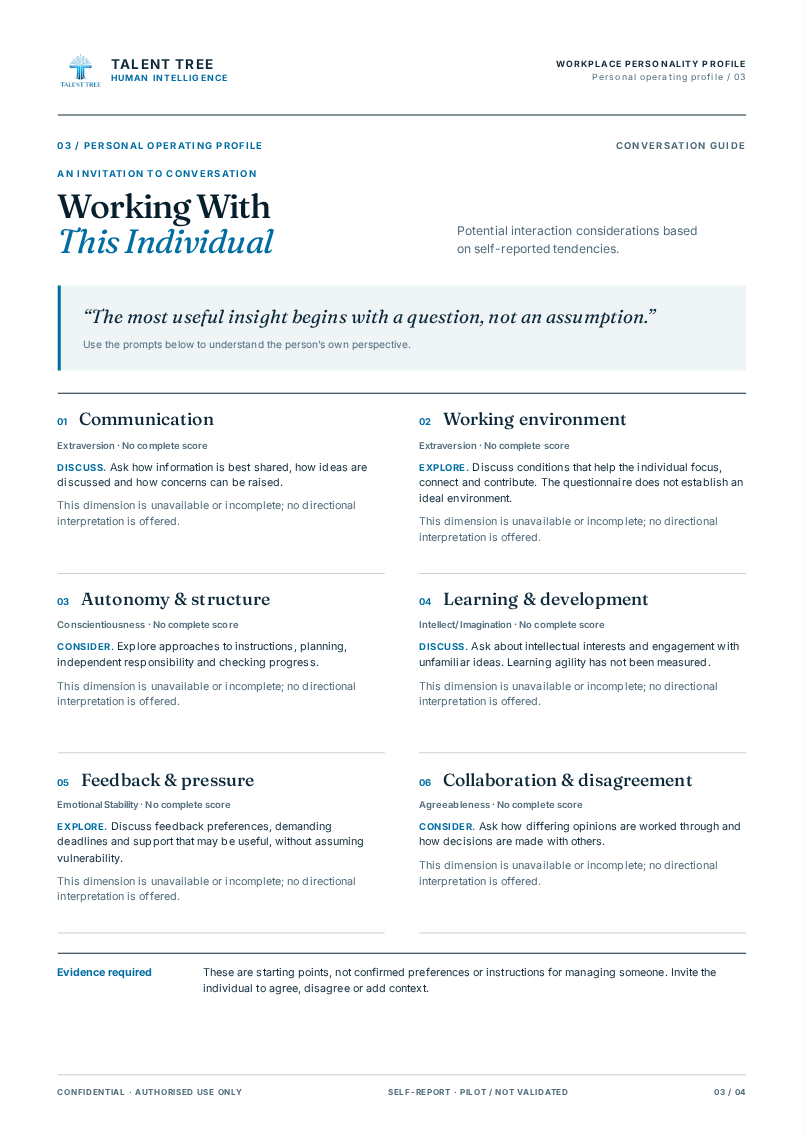 TALENT TREE
TALENT TREE
HUMAN INTELLIGENCE
WORKPLACE PERSONALITY PROFILE
Personal operating profile / 03
03 / PERSONAL OPERATING PROFILE
CONVERSATION GUIDE
AN INVITATION TO CONVERSATION
Working With
This Individual
Potential interaction considerations based
on self-reported tendencies.
“The most useful insight begins with a question, not an assumption.”
Use the prompts below to understand the person’s own perspective.
01 Communication
Extraversion · No complete score
DISCUSS. Ask how information is best shared, how ideas are
discussed and how concerns can be raised.
This dimension is unavailable or incomplete; no directional
interpretation is offered.
02 Working environment
Extraversion · No complete score
EXPLORE. Discuss conditions that help the individual focus,
connect and contribute. The questionnaire does not establish an
ideal environment.
This dimension is unavailable or incomplete; no directional
interpretation is offered.
03 Autonomy & structure
Conscientiousness · No complete score
CONSIDER. Explore approaches to instructions, planning,
independent responsibility and checking progress.
This dimension is unavailable or incomplete; no directional
interpretation is offered.
04 Learning & development
Intellect/Imagination · No complete score
DISCUSS. Ask about intellectual interests and engagement with
unfamiliar ideas. Learning agility has not been measured.
This dimension is unavailable or incomplete; no directional
interpretation is offered.
05 Feedback & pressure
Emotional Stability · No complete score
EXPLORE. Discuss feedback preferences, demanding
deadlines and support that may be useful, without assuming
vulnerability.
This dimension is unavailable or incomplete; no directional
interpretation is offered.
06 Collaboration & disagreement
Agreeableness · No complete score
CONSIDER. Ask how differing opinions are worked through and
how decisions are made with others.
This dimension is unavailable or incomplete; no directional
interpretation is offered.
Evidence required
These are starting points, not confirmed preferences or instructions for managing someone. Invite the
individual to agree, disagree or add context.
CONFIDENTIAL · AUTHORISED USE ONLY
SELF-REPORT · PILOT / NOT VALIDATED
03 / 04